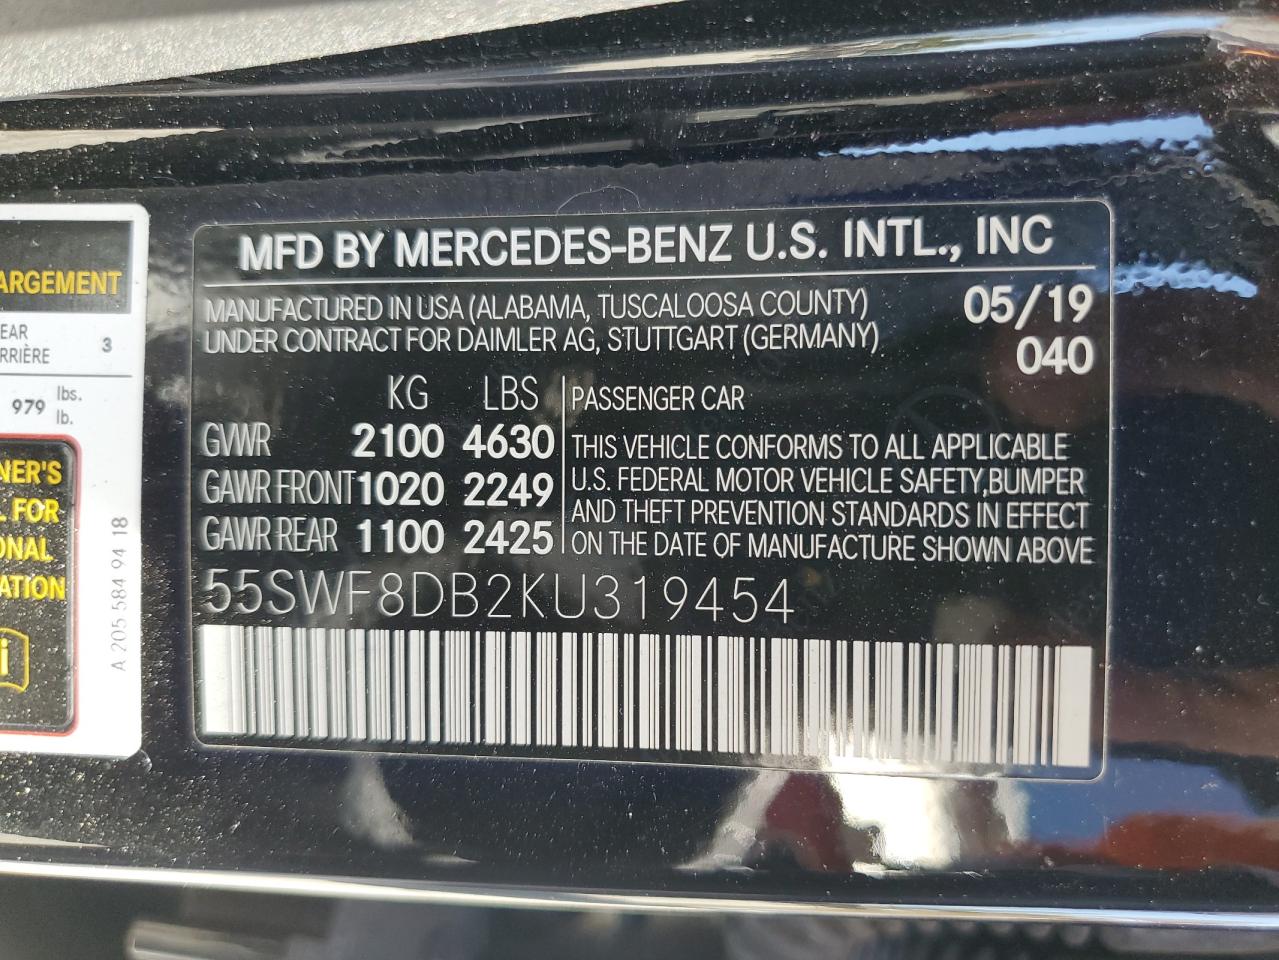 ARGEMENT
EAR
RRIÈRE 3
979 lbs.
lb.
NER'S
L FOR
ONAL
ATION
i
A 205 584 94 18
MFD BY MERCEDES-BENZ U.S. INTL., INC
MANUFACTURED IN USA (ALABAMA, TUSCALOOSA COUNTY) 05/19
UNDER CONTRACT FOR DAIMLER AG, STUTTGART (GERMANY) 040
KG LBS
GVWR 2100 4630
GAWR FRONT 1020 2249
GAWR REAR 1100 2425
PASSENGER CAR
THIS VEHICLE CONFORMS TO ALL APPLICABLE
U.S. FEDERAL MOTOR VEHICLE SAFETY,BUMPER
AND THEFT PREVENTION STANDARDS IN EFFECT
ON THE DATE OF MANUFACTURE SHOWN ABOVE
55SWF8DB2KU319454